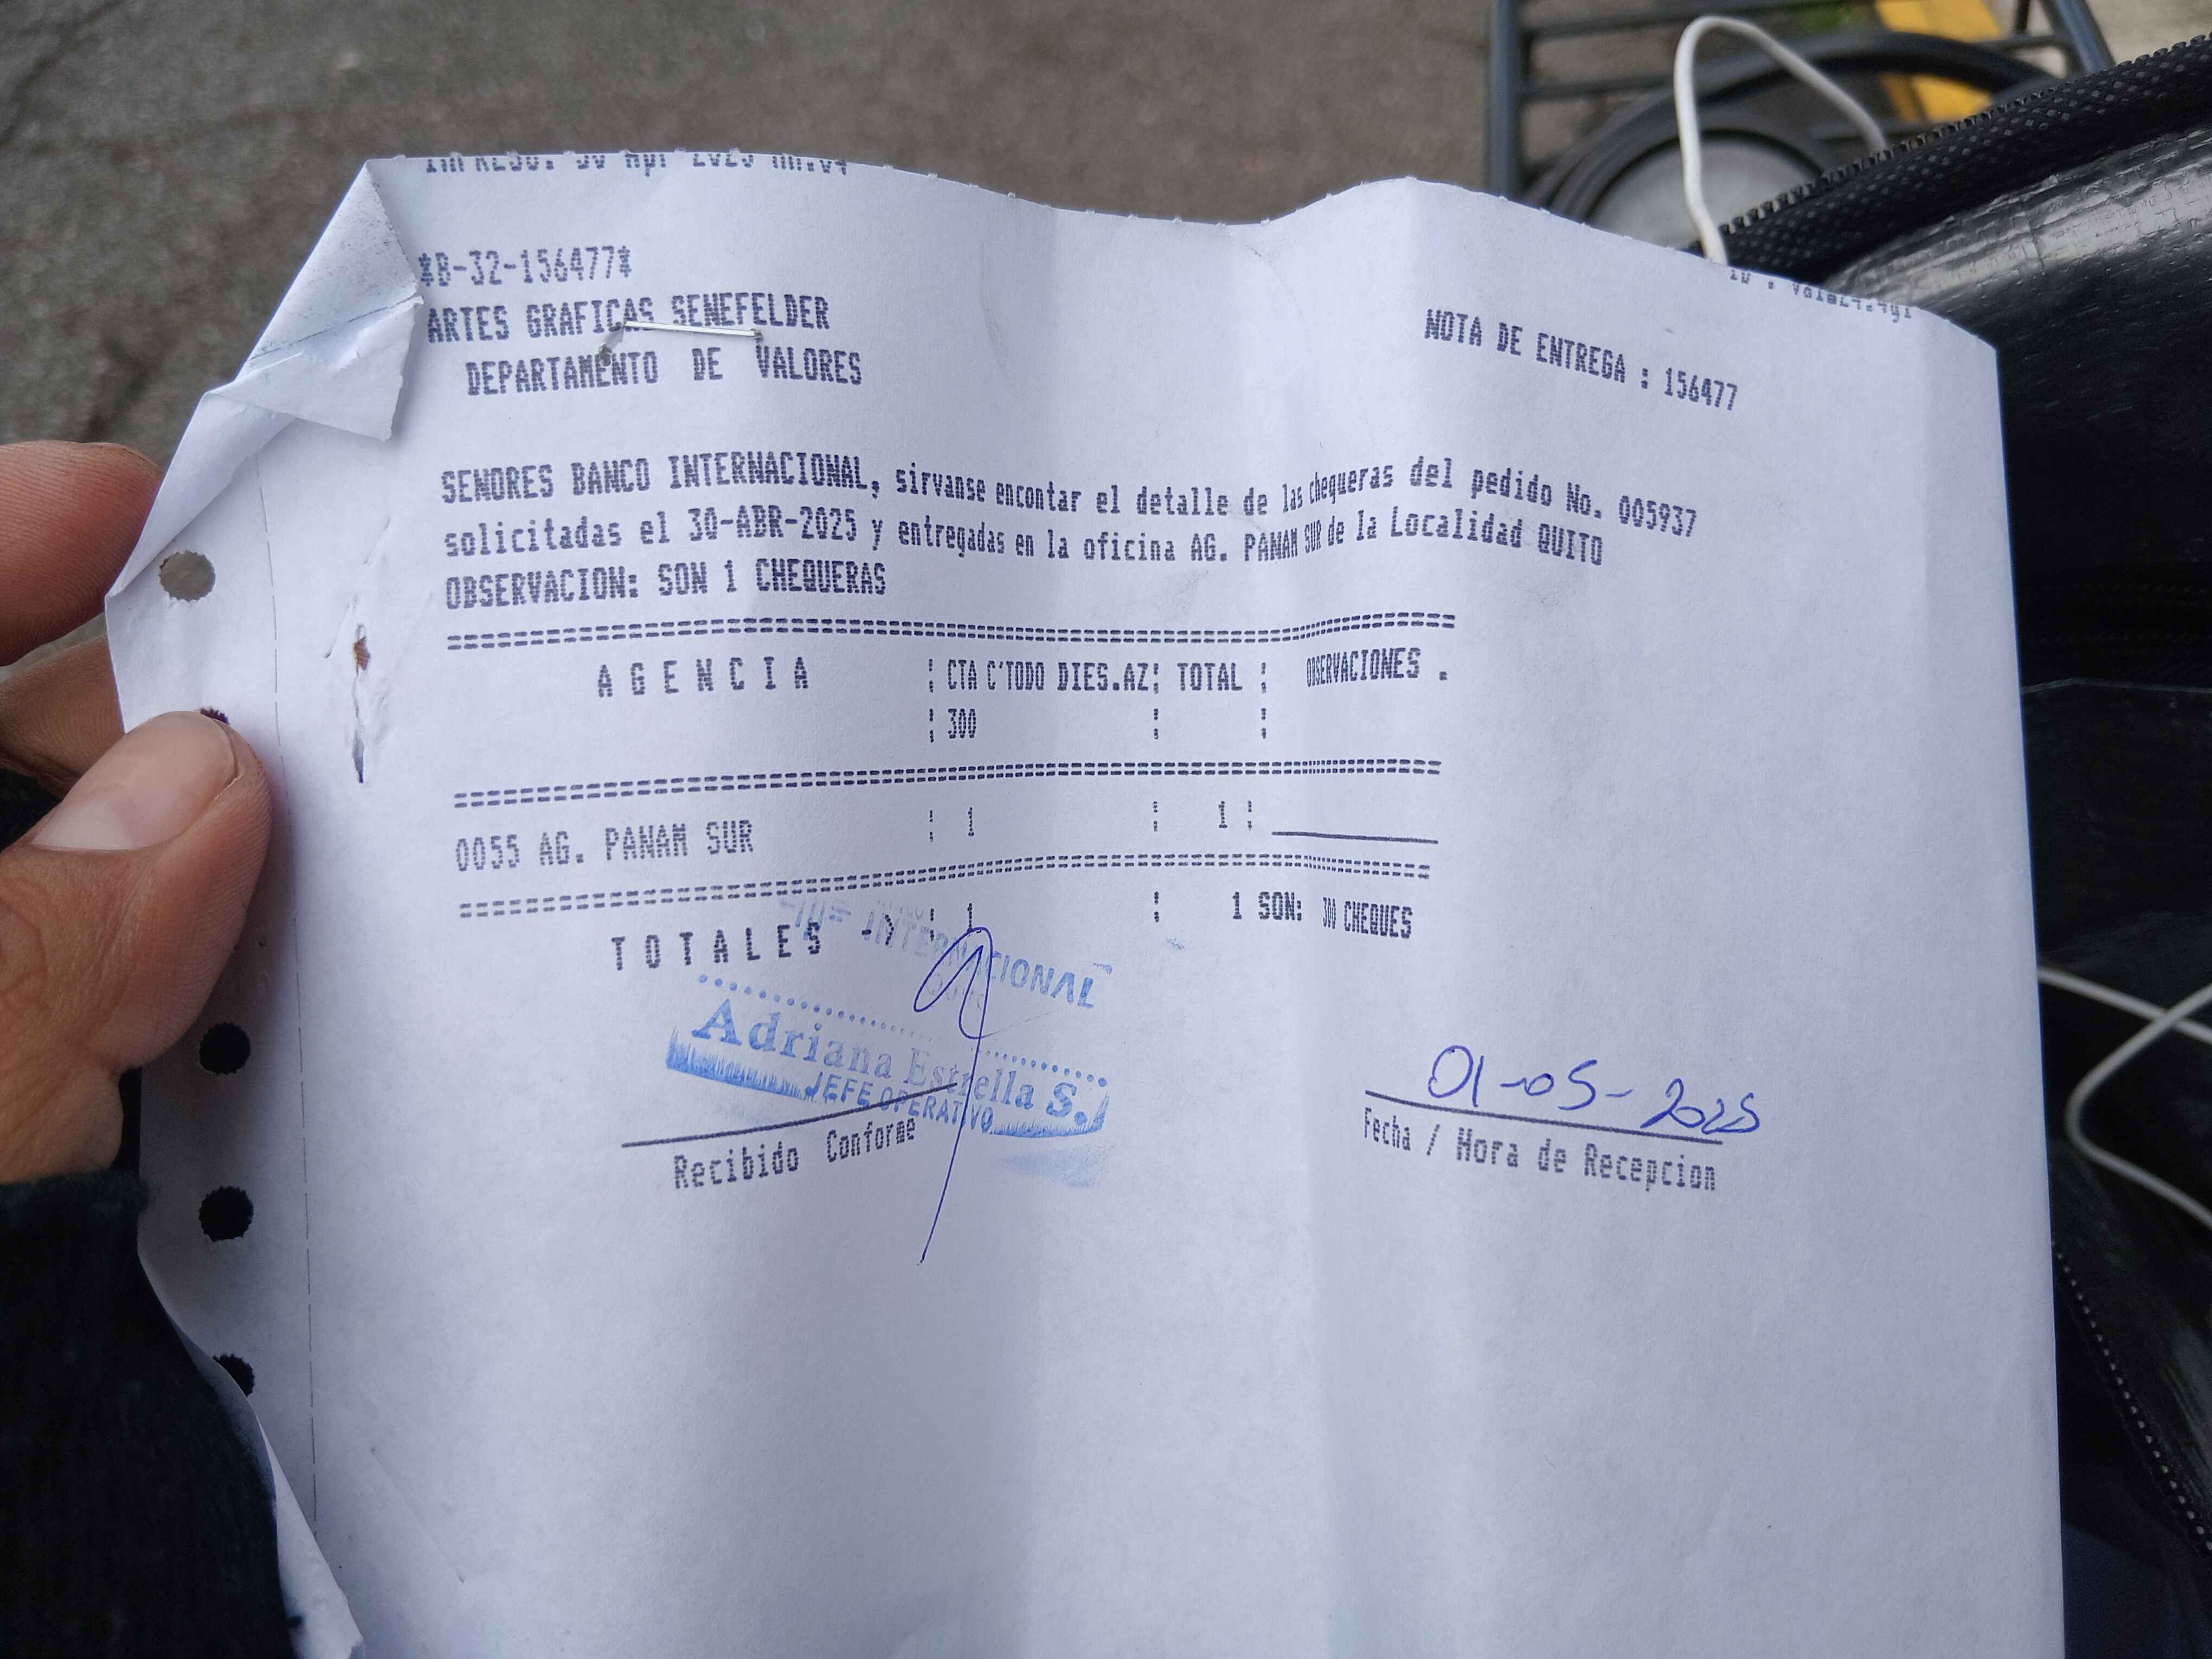 30 Apr 2025
*B-32-156477*
ARTES GRAFICAS SENEFELDER
DEPARTAMENTO DE VALORES
NOTA DE ENTREGA : 156477
SENORES BANCO INTERNACIONAL, sirvanse encontar el detalle de las chequeras del pedido No. 005937
solicitadas el 30-ABR-2025 y entregadas en la oficina AG. PANAM SUR de la Localidad QUITO
OBSERVACION: SON 1 CHEQUERAS
A G E N C I A ¦ CTA C'TODO DIES.AZ¦ TOTAL ¦ OBSERVACIONES .
¦ 300 ¦ ¦
0055 AG. PANAM SUR ¦ 1 ¦ 1 ¦
T O T A L E S -> ¦ 1 ¦ 1 SON: 300 CHEQUES
INTERNACIONAL
Adriana Estrella S.
JEFE OPERATIVO
Recibido Conforme
01-05-2025
Fecha / Hora de Recepcion